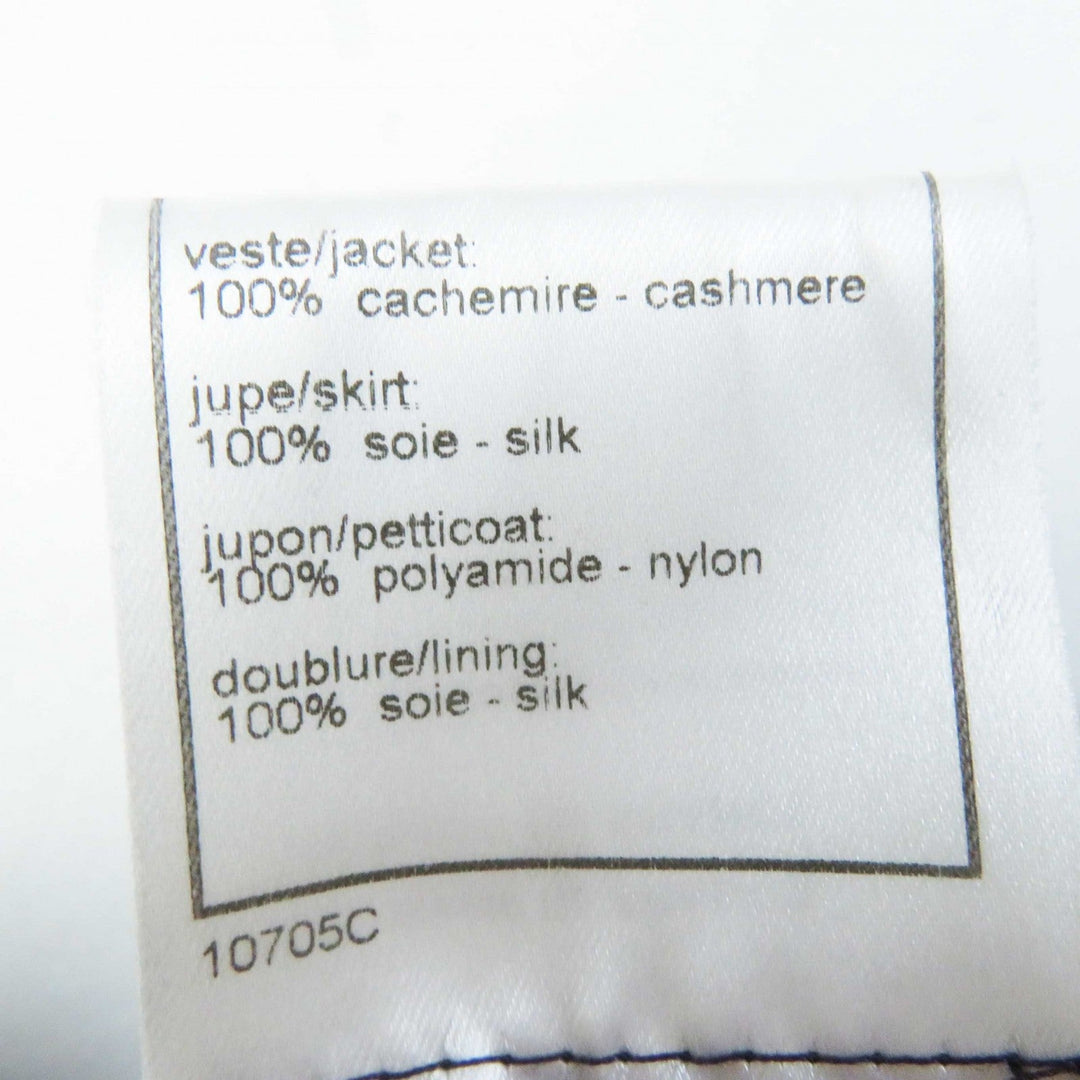 veste/jacket:
100% cachemire - cashmere
jupe/skirt:
100% soie - silk
jupon/petticoat:
100% polyamide - nylon
doublure/lining:
100% soie - silk
10705C